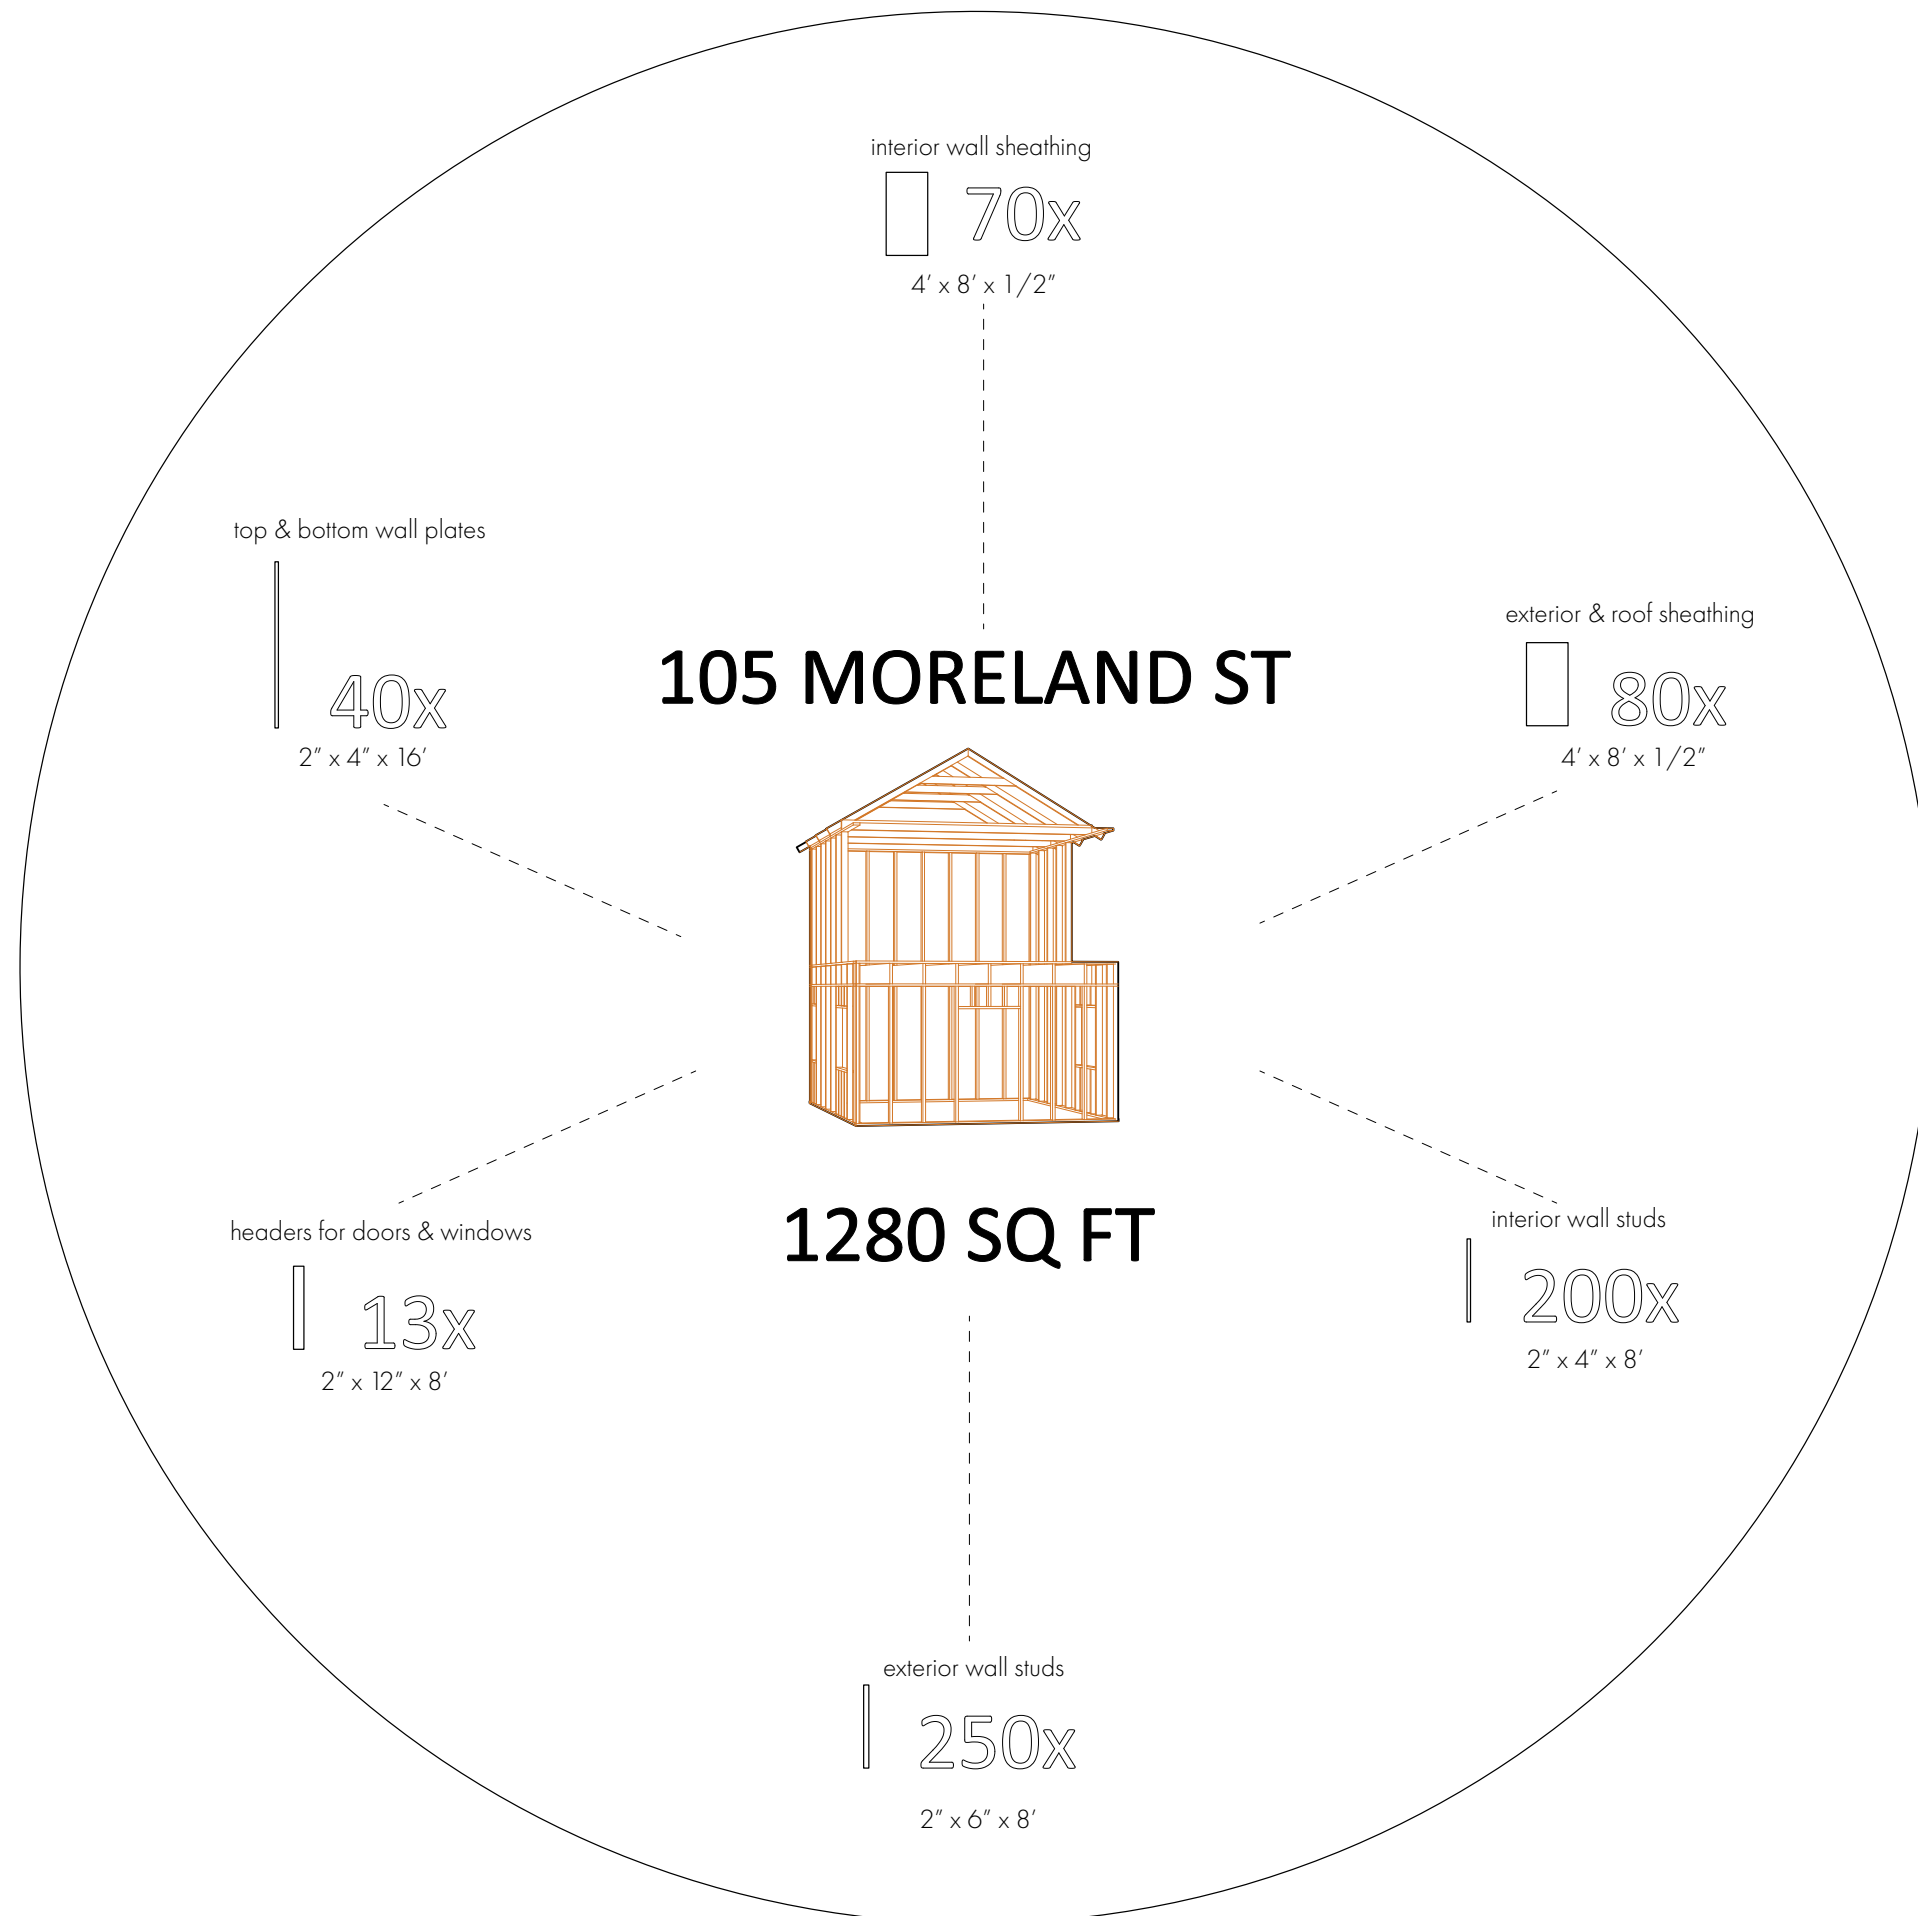 interior wall sheathing
70x
4’ x 8’ x 1/2”
top & bottom wall plates
40x
2” x 4” x 16’
exterior & roof sheathing
80x
4’ x 8’ x 1/2”
105 MORELAND ST
1280 SQ FT
headers for doors & windows
13x
2” x 12” x 8’
interior wall studs
200x
2” x 4” x 8’
exterior wall studs
250x
2” x 6” x 8’